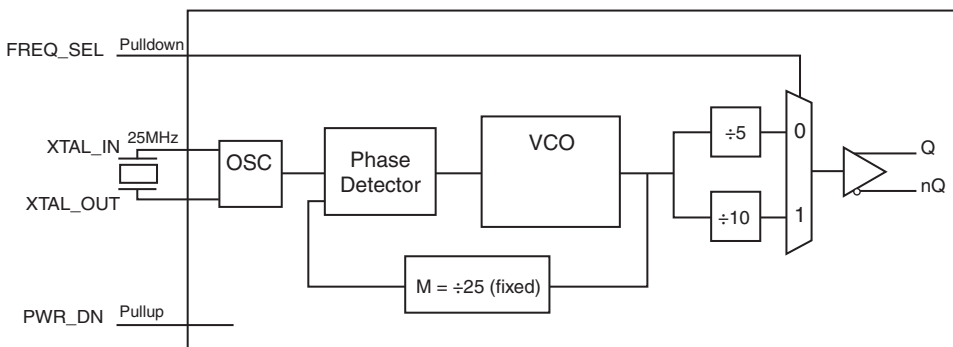 FREQ_SEL Pulldown
XTAL_IN 25MHz
XTAL_OUT
OSC
Phase
Detector
VCO
÷5
÷10
0
1
Q
nQ
M = ÷25 (fixed)
PWR_DN Pullup